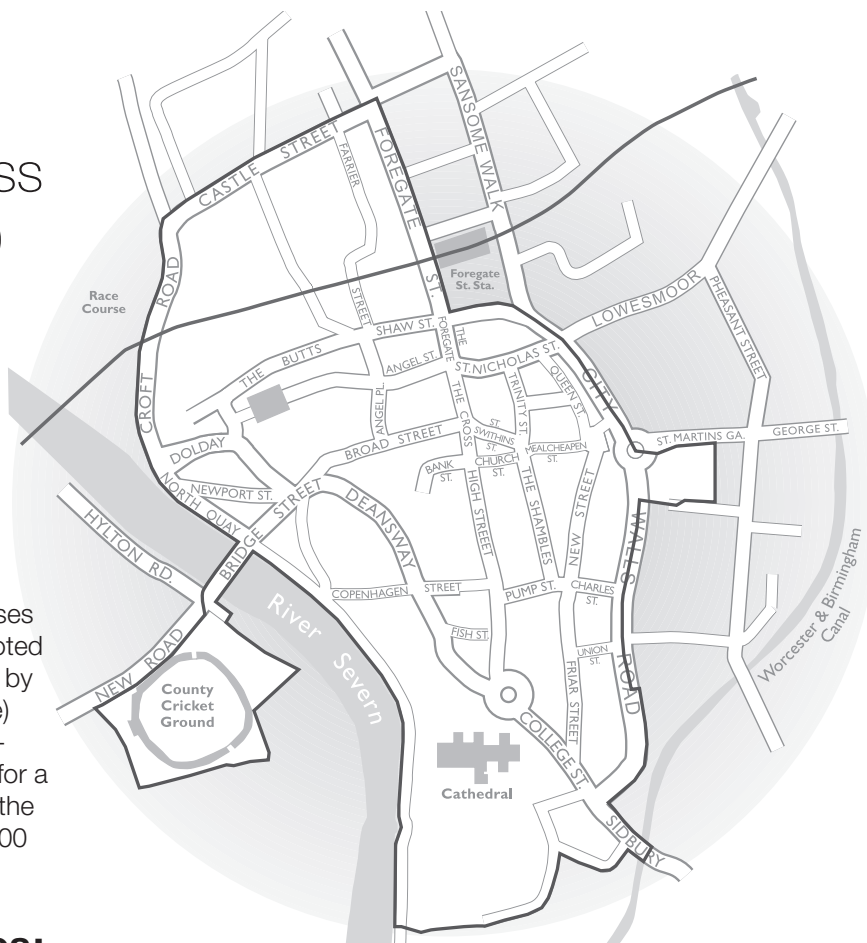 ss
)
ses
oted
by
e)
-
for a
the
00
es:
CASTLE STREET
FARRIER
STREET
FOREGATE
ST.
SANSOME WALK
Race
Course
Foregate
St. Sta.
CROFT
ROAD
SHAW ST.
FOREGATE
THE
THE BUTTS
ANGEL ST.
ST.NICHOLAS ST.
LOWESMOOR
PHEASANT STREET
CITY
WALLS
ROAD
ANGEL PL.
THE CROSS
TRINITY ST.
QUEEN ST.
DOLDAY
BROAD STREET
ST.
SWITHINS
ST.
MEALCHEAPEN
ST.
ST. MARTINS GA.
GEORGE ST.
BANK
ST.
CHURCH
ST.
NEWPORT ST.
NORTH QUAY
BRIDGE STREET
DEANSWAY
HIGH STREEET
THE SHAMBLES
NEW STREET
HYLTON RD.
COPENHAGEN STREET
PUMP ST.
CHARLES
ST.
River Severn
Worcester & Birmingham
Canal
NEW ROAD
FISH ST.
UNION
ST.
FRIAR STREET
County
Cricket
Ground
COLLEGE ST.
Cathedral
SIDBURY